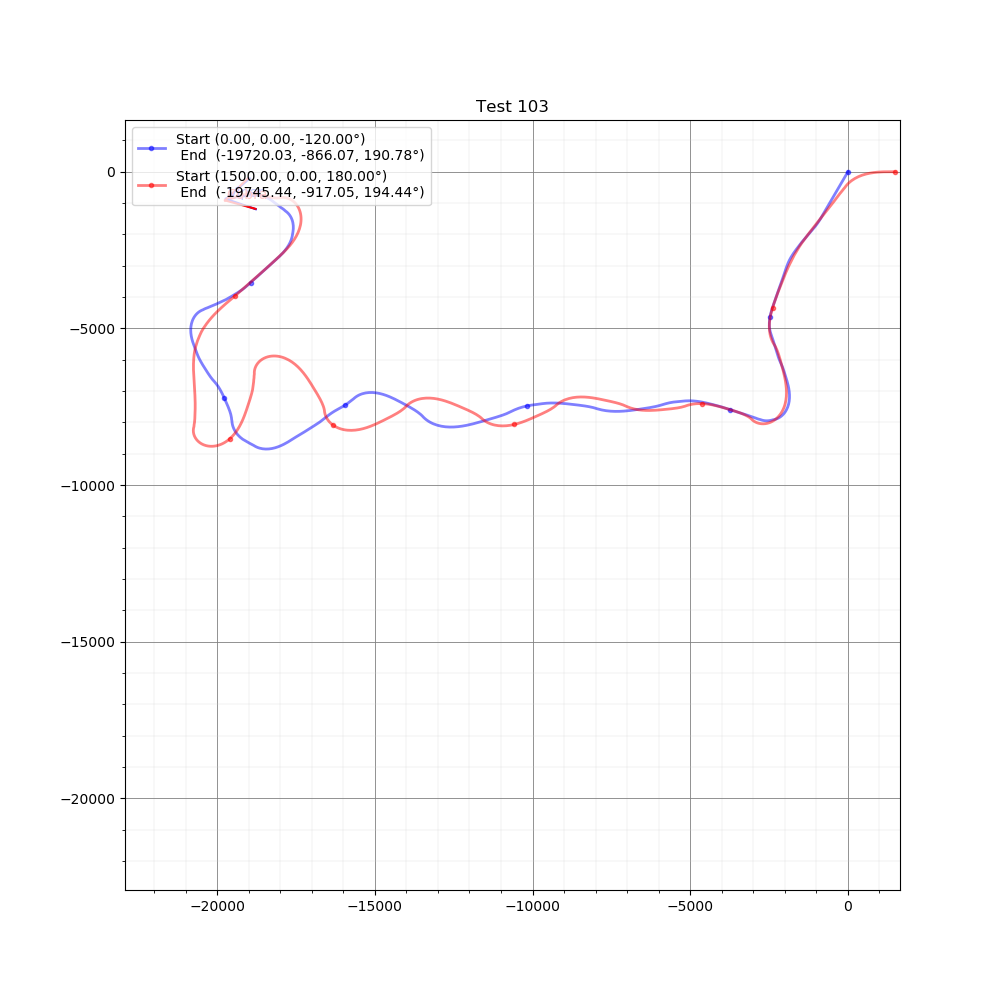 Test 103
Start (0.00, 0.00, -120.00°)
End (-19720.03, -866.07, 190.78°)
Start (1500.00, 0.00, 180.00°)
End (-19745.44, -917.05, 194.44°)
0
−5000
−10000
−15000
−20000
−20000 −15000 −10000 −5000 0